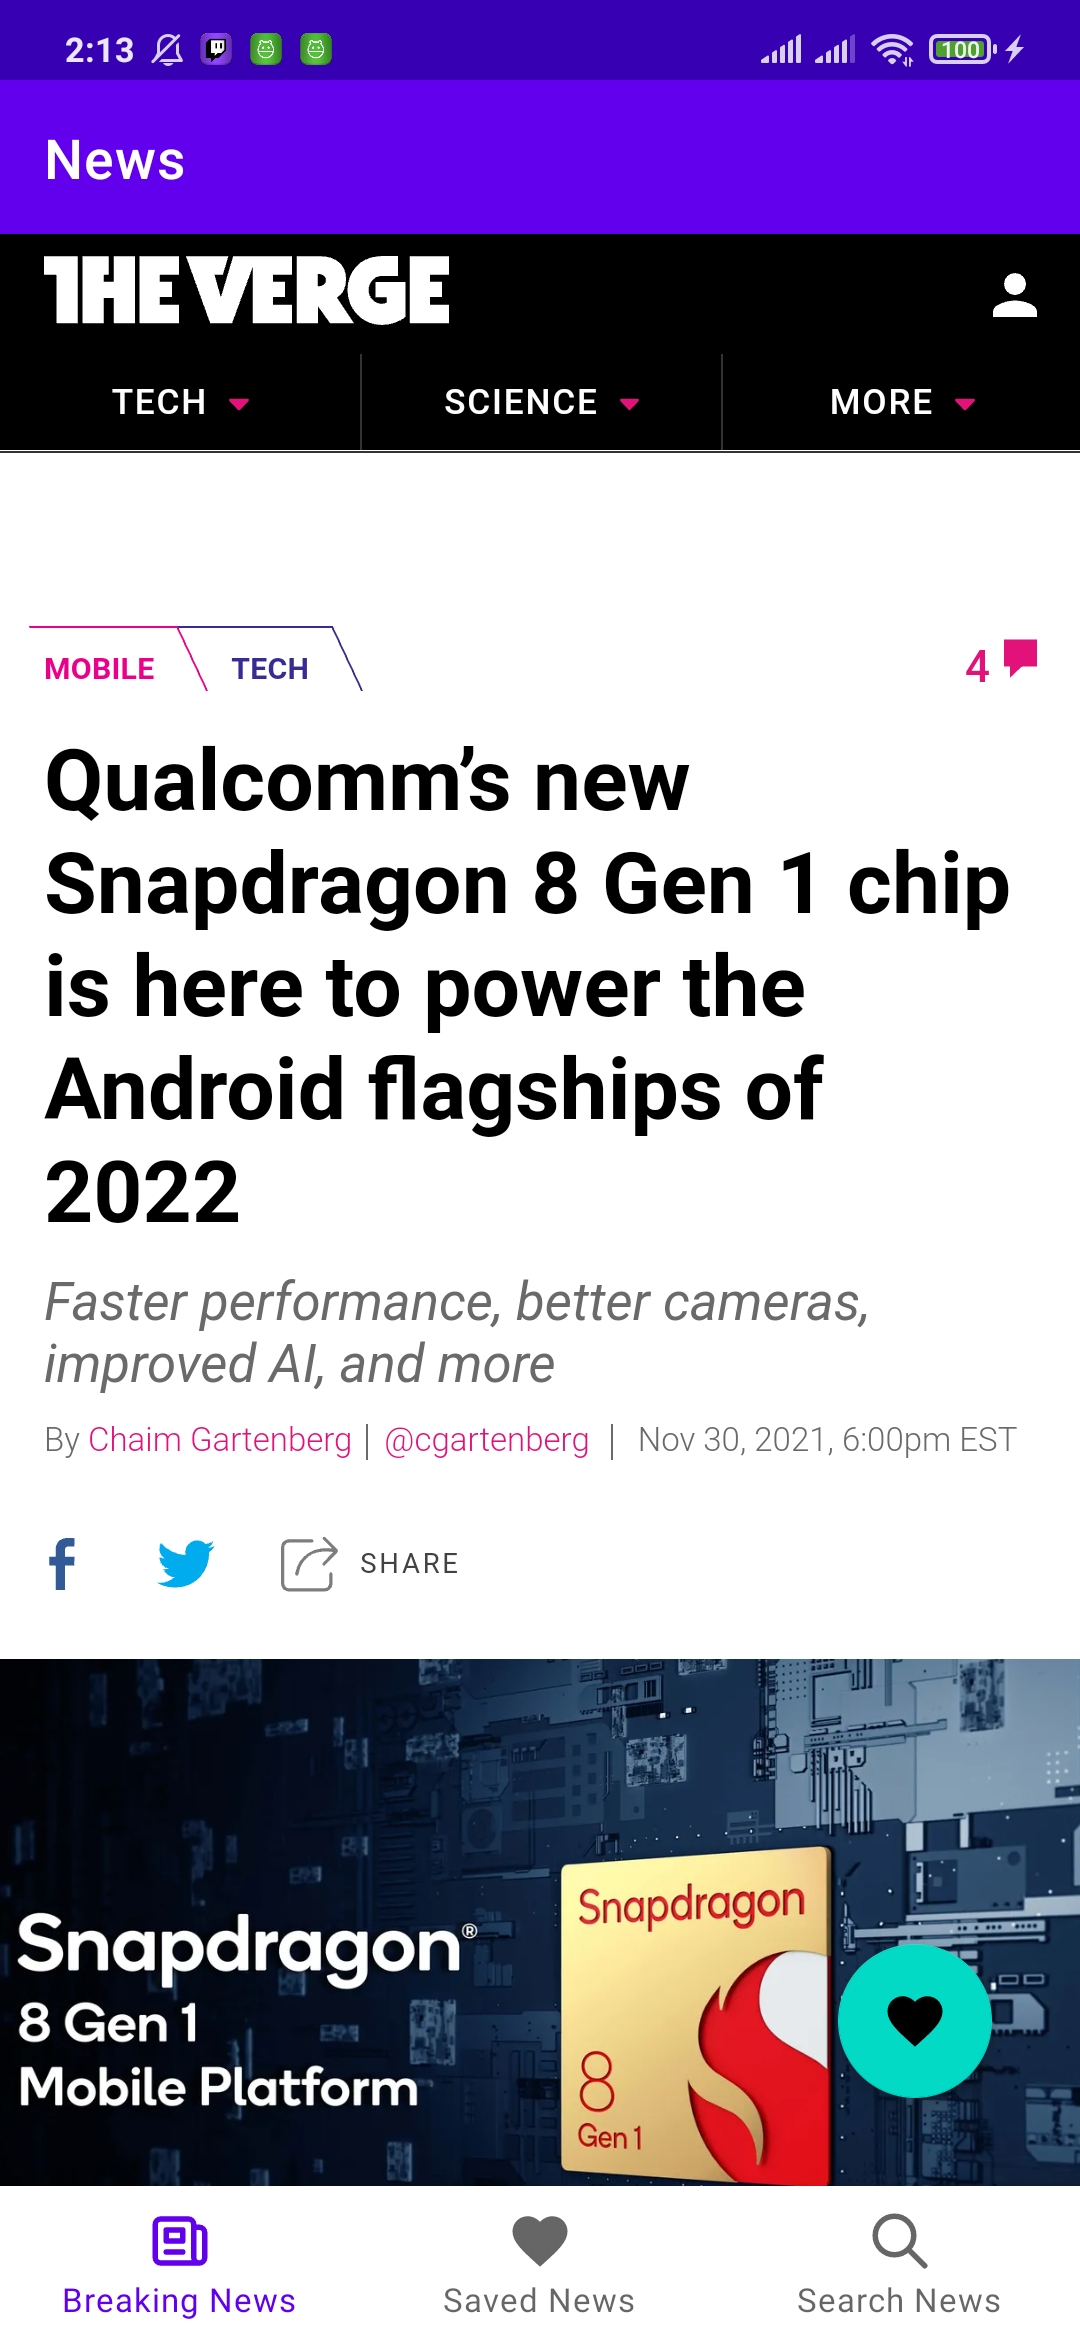 2:13
100
News
THE VERGE
TECH
SCIENCE
MORE
MOBILE
TECH
4
Qualcomm’s new
Snapdragon 8 Gen 1 chip
is here to power the
Android flagships of
2022
Faster performance, better cameras,
improved AI, and more
By Chaim Gartenberg | @cgartenberg | Nov 30, 2021, 6:00pm EST
SHARE
Snapdragon®
8 Gen 1
Mobile Platform
Snapdragon
8
Gen 1
Breaking News
Saved News
Search News